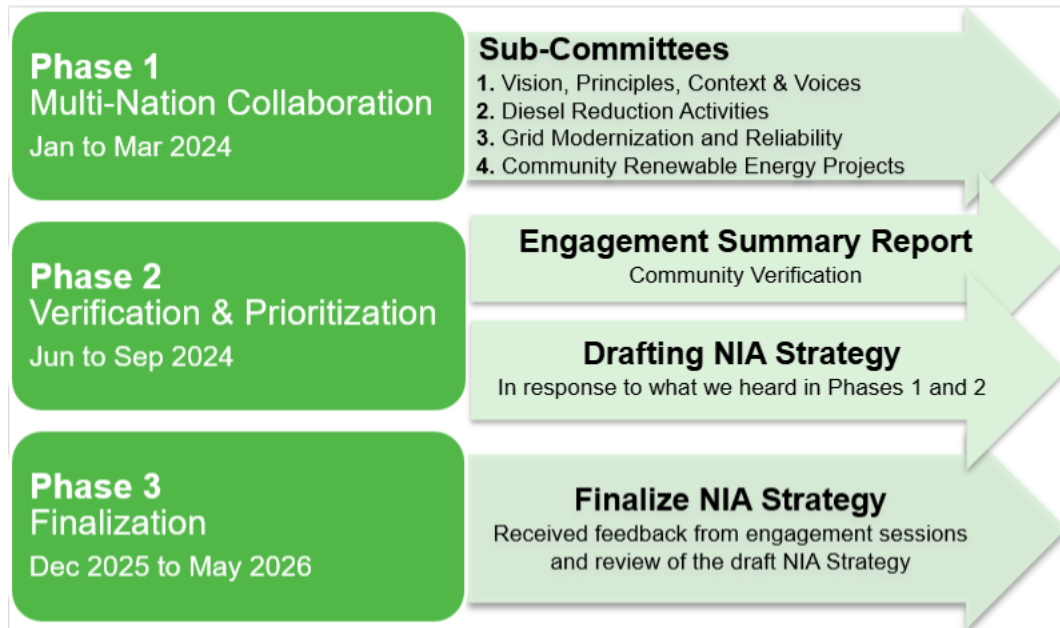 Phase 1
Multi-Nation Collaboration
Jan to Mar 2024
Sub-Committees
1. Vision, Principles, Context & Voices
2. Diesel Reduction Activities
3. Grid Modernization and Reliability
4. Community Renewable Energy Projects
Phase 2
Verification & Prioritization
Jun to Sep 2024
Engagement Summary Report
Community Verification
Drafting NIA Strategy
In response to what we heard in Phases 1 and 2
Phase 3
Finalization
Dec 2025 to May 2026
Finalize NIA Strategy
Received feedback from engagement sessions
and review of the draft NIA Strategy